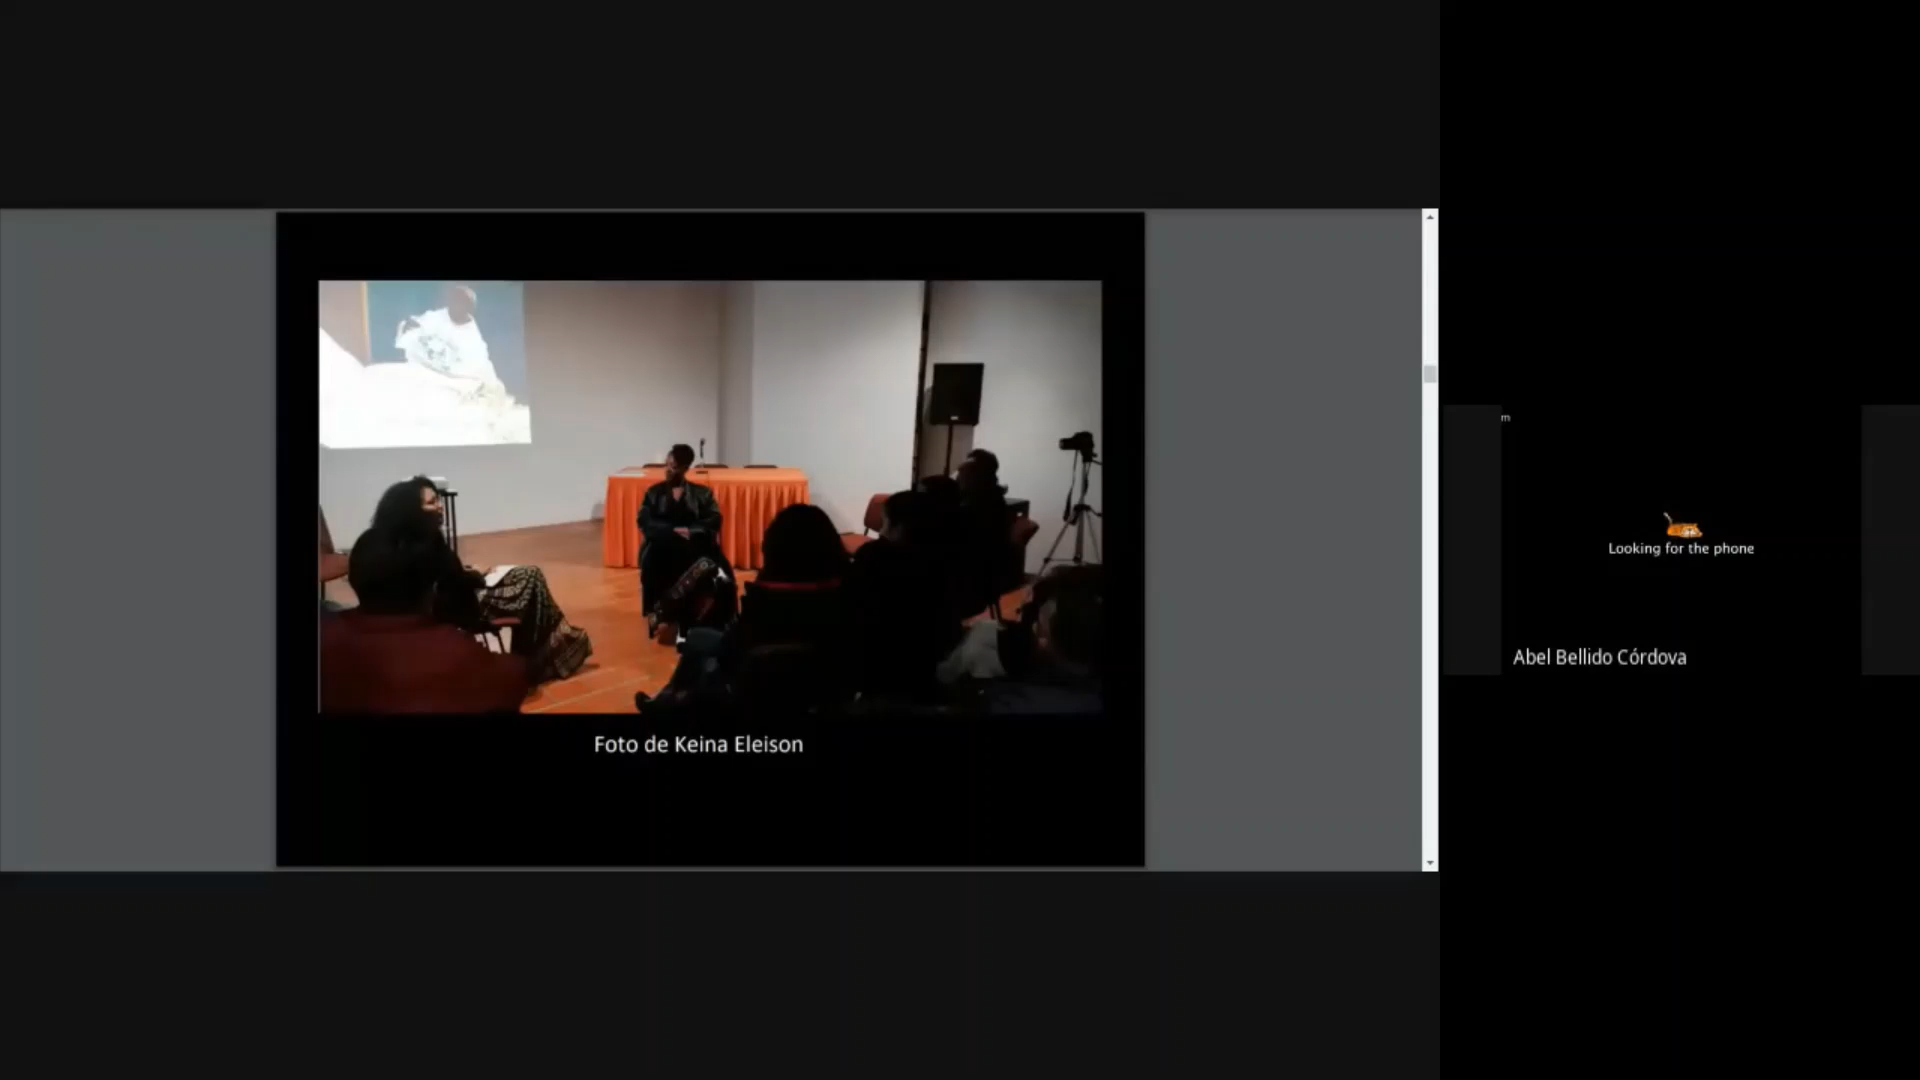 Foto de Keina Eleison
m
Looking for the phone
Abel Bellido Córdova